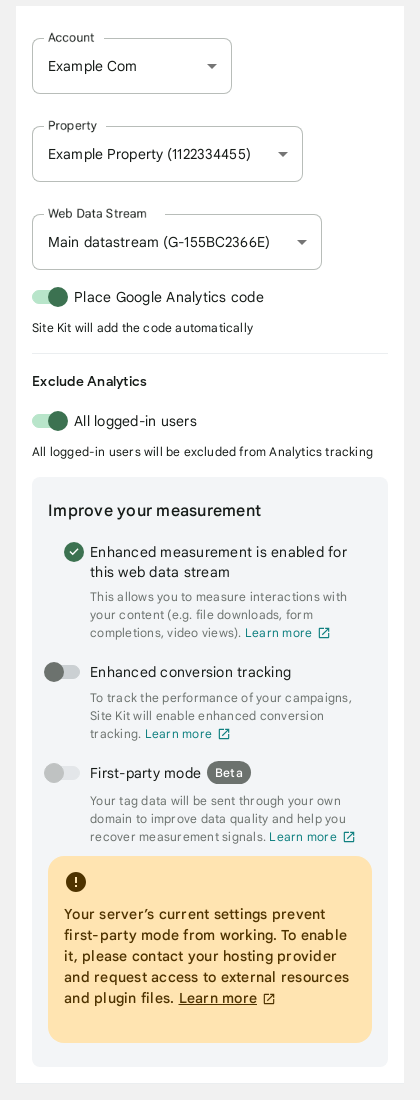 Account
Example Com
Property
Example Property (1122334455)
Web Data Stream
Main datastream (G-155BC2366E)
Place Google Analytics code
Site Kit will add the code automatically
Exclude Analytics
All logged-in users
All logged-in users will be excluded from Analytics tracking
Improve your measurement
Enhanced measurement is enabled for
this web data stream
This allows you to measure interactions with
your content (e.g. file downloads, form
completions, video views). Learn more
Enhanced conversion tracking
To track the performance of your campaigns,
Site Kit will enable enhanced conversion
tracking. Learn more
First-party mode Beta
Your tag data will be sent through your own
domain to improve data quality and help you
recover measurement signals. Learn more
Your server’s current settings prevent
first-party mode from working. To enable
it, please contact your hosting provider
and request access to external resources
and plugin files. Learn more